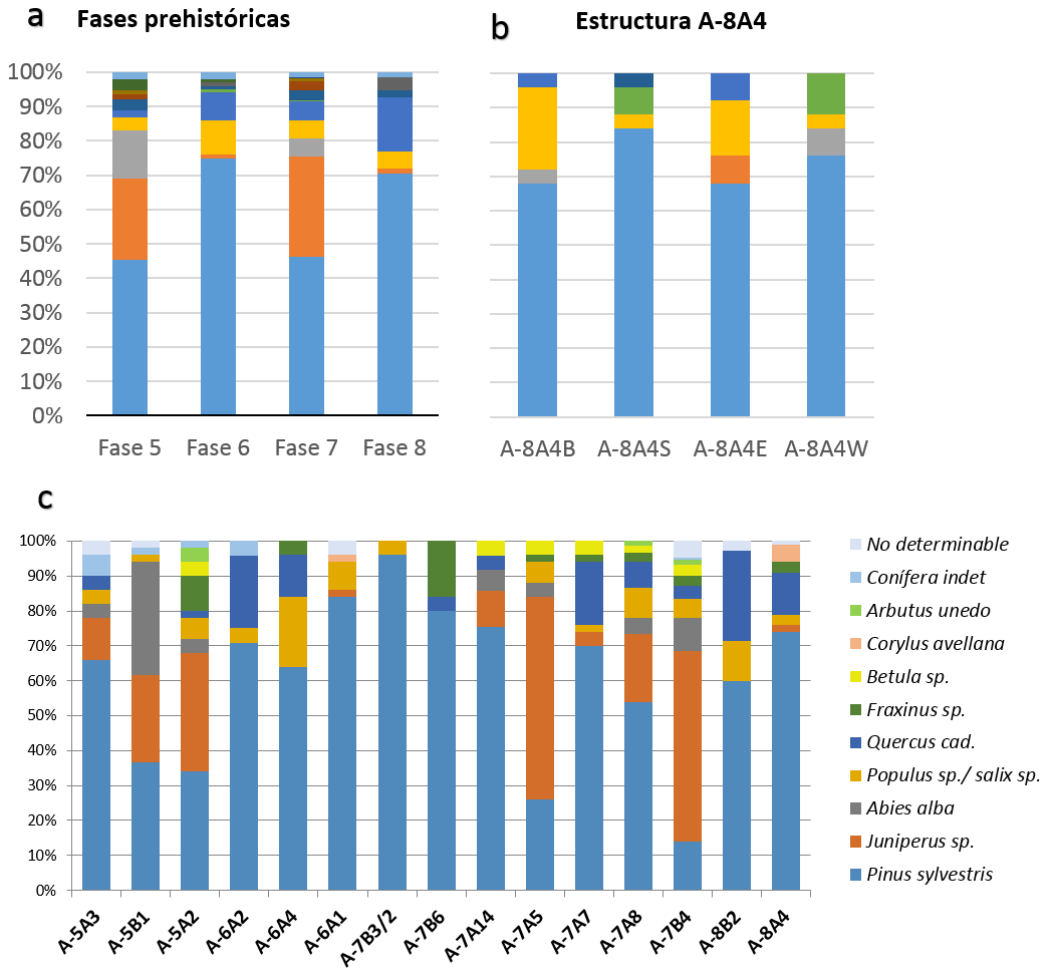 a Fases prehistóricas
b Estructura A-8A4
100%
90%
80%
70%
60%
50%
40%
30%
20%
10%
0%
Fase 5 Fase 6 Fase 7 Fase 8
A-8A4B A-8A4S A-8A4E A-8A4W
c
100%
90%
80%
70%
60%
50%
40%
30%
20%
10%
0%
A-5A3 A-5B1 A-5A2 A-6A2 A-6A4 A-6A1 A-7B3/2 A-7B6 A-7A14 A-7A5 A-7A7 A-7A8 A-7B4 A-8B2 A-8A4
No determinable
Conífera indet
Arbutus unedo
Corylus avellana
Betula sp.
Fraxinus sp.
Quercus cad.
Populus sp./ salix sp.
Abies alba
Juniperus sp.
Pinus sylvestris